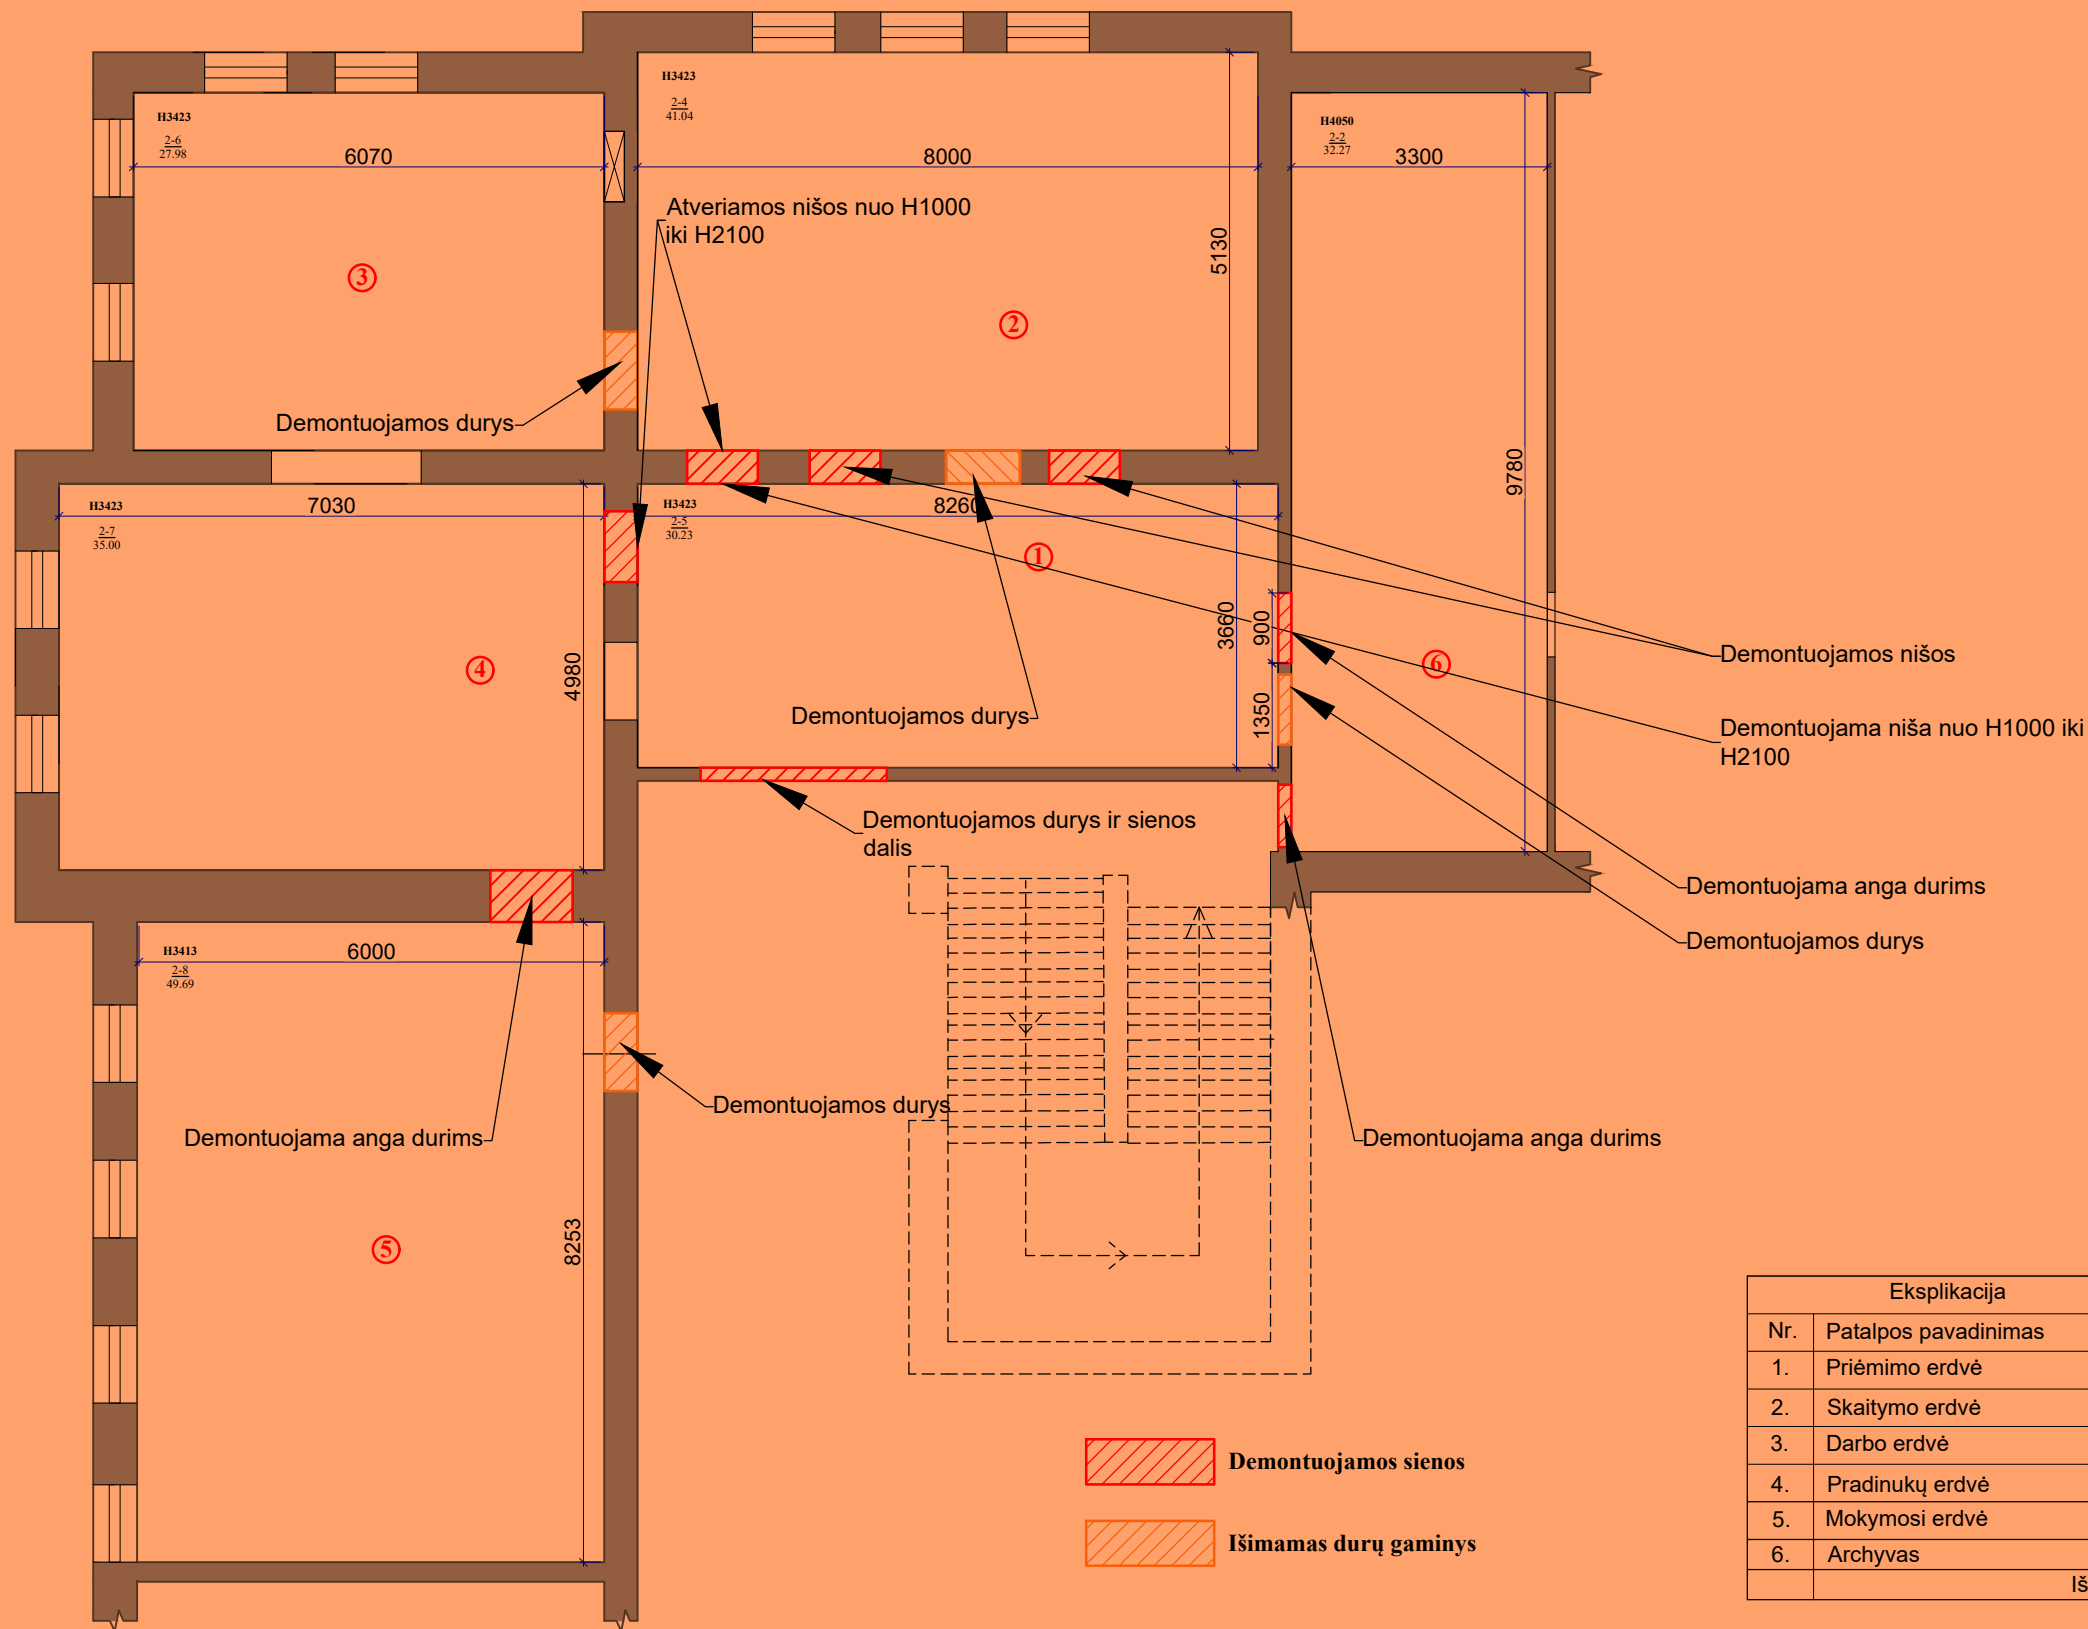 H3423
2-4
41.04
H3423
2-6
27.98
H4050
2-2
32.27
6070
8000
3300
Atveriamos nišos nuo H1000
iki H2100
5130
3
2
Demontuojamos durys
9780
H3423
2-7
35.00
7030
H3423
2-5
30.23
8260
1
3660
900
1350
4980
4
6
Demontuojamos nišos
Demontuojamos durys
Demontuojama niša nuo H1000 iki
H2100
Demontuojamos durys ir sienos
dalis
Demontuojama anga durims
Demontuojamos durys
H3413
2-8
49.69
6000
Demontuojamos durys
Demontuojama anga durims
Demontuojama anga durims
8253
5
Eksplikacija
Nr. Patalpos pavadinimas
1. Priėmimo erdvė
2. Skaitymo erdvė
3. Darbo erdvė
4. Pradinukų erdvė
5. Mokymosi erdvė
6. Archyvas
Iš
Demontuojamos sienos
Išimamas durų gaminys